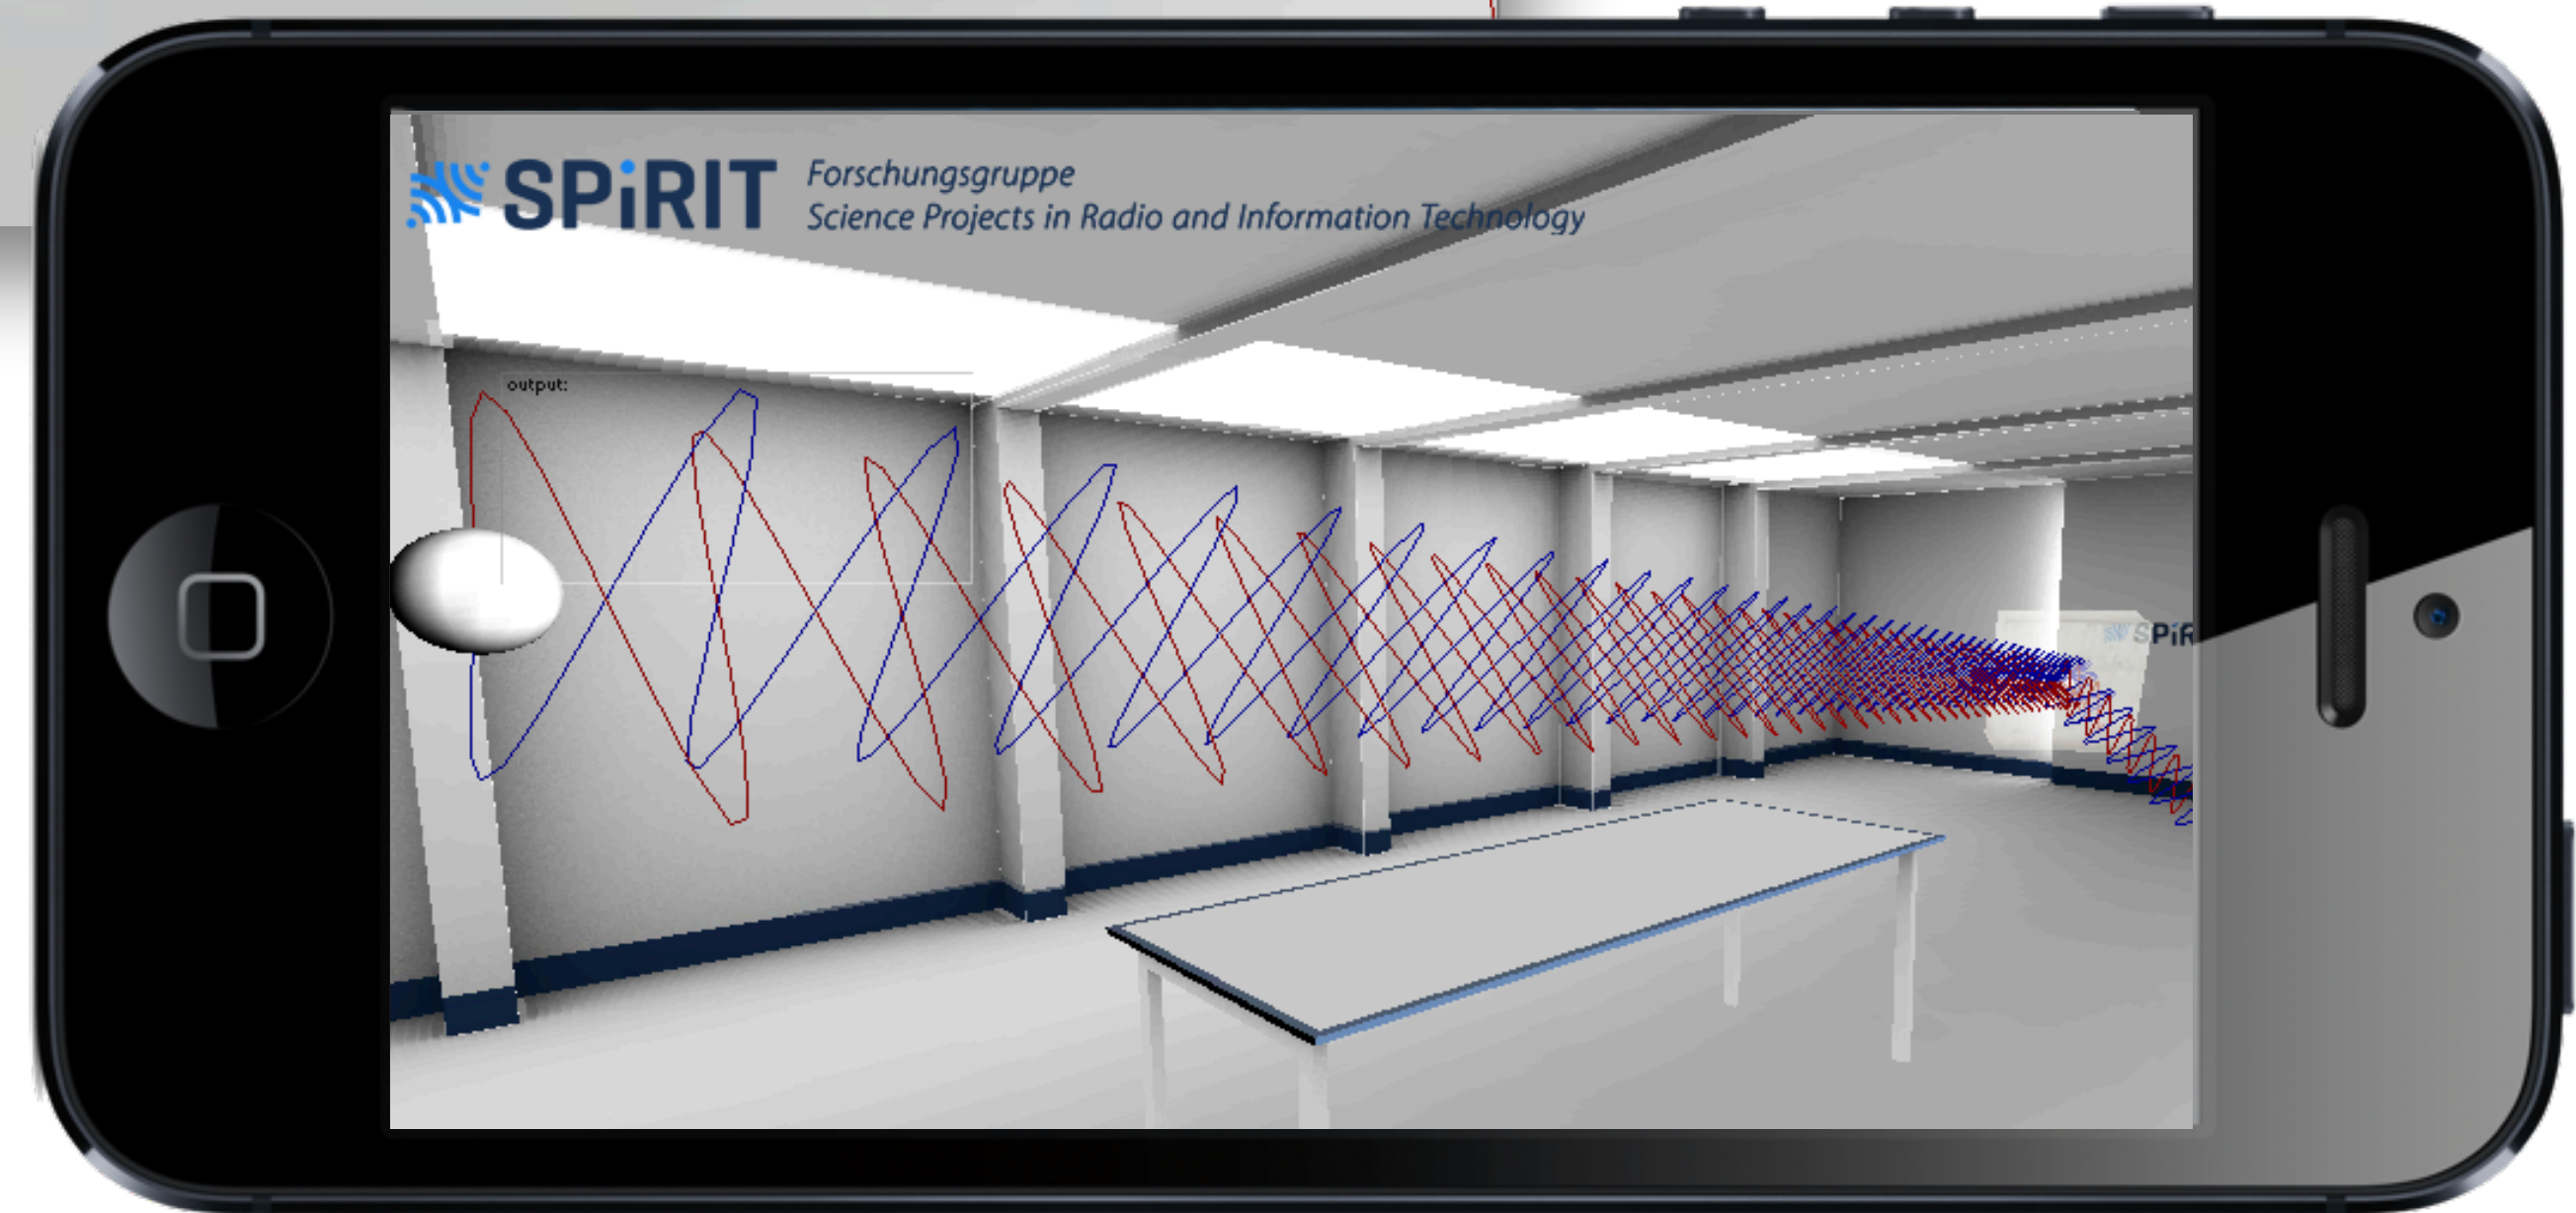 SPiRIT
Forschungsgruppe
Science Projects in Radio and Information Technology
output:
SPiR